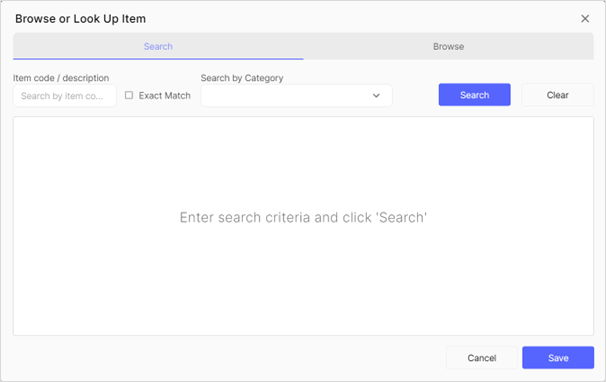 Browse or Look Up Item
Search
Browse
Item code / description
Search by Category
Search by item co...
Exact Match
Search
Clear
Enter search criteria and click 'Search'
Cancel
Save